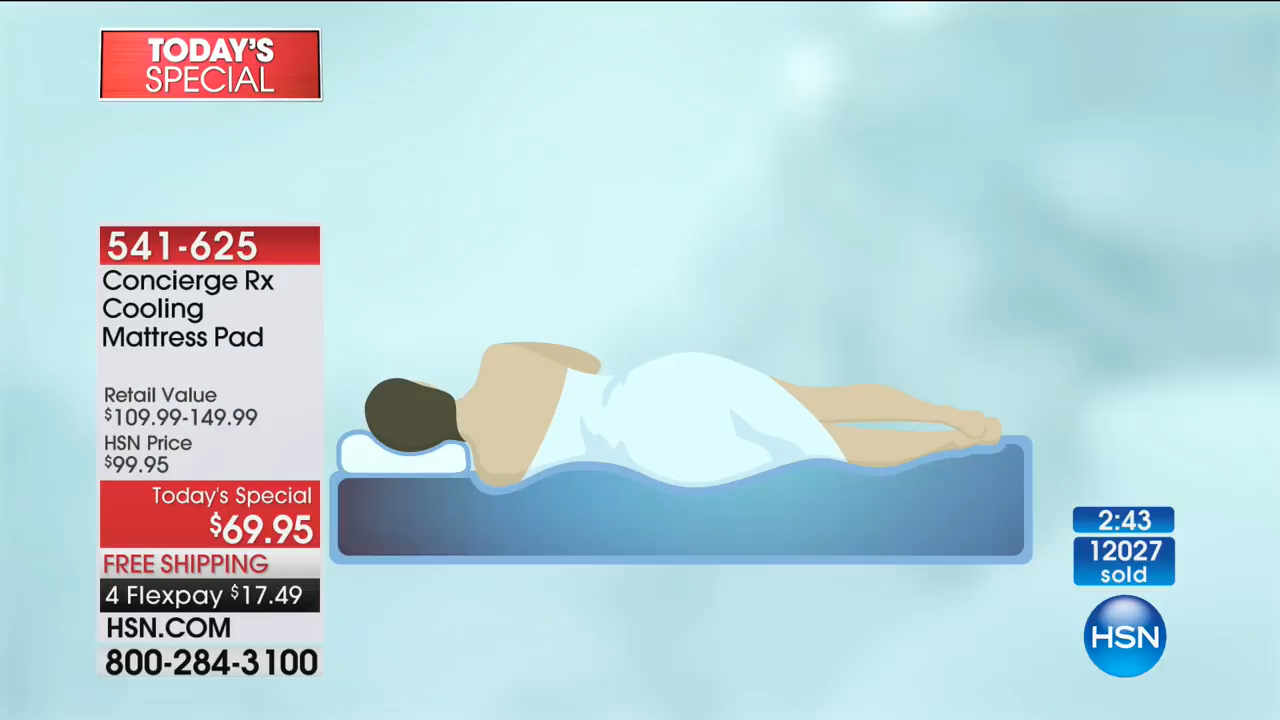 TODAY'S
SPECIAL
541-625
Concierge Rx
Cooling
Mattress Pad
Retail Value
$109.99-149.99
HSN Price
$99.95
Today's Special
$69.95
FREE SHIPPING
4 Flexpay $17.49
HSN.COM
800-284-3100
2:43
12027
sold
HSN